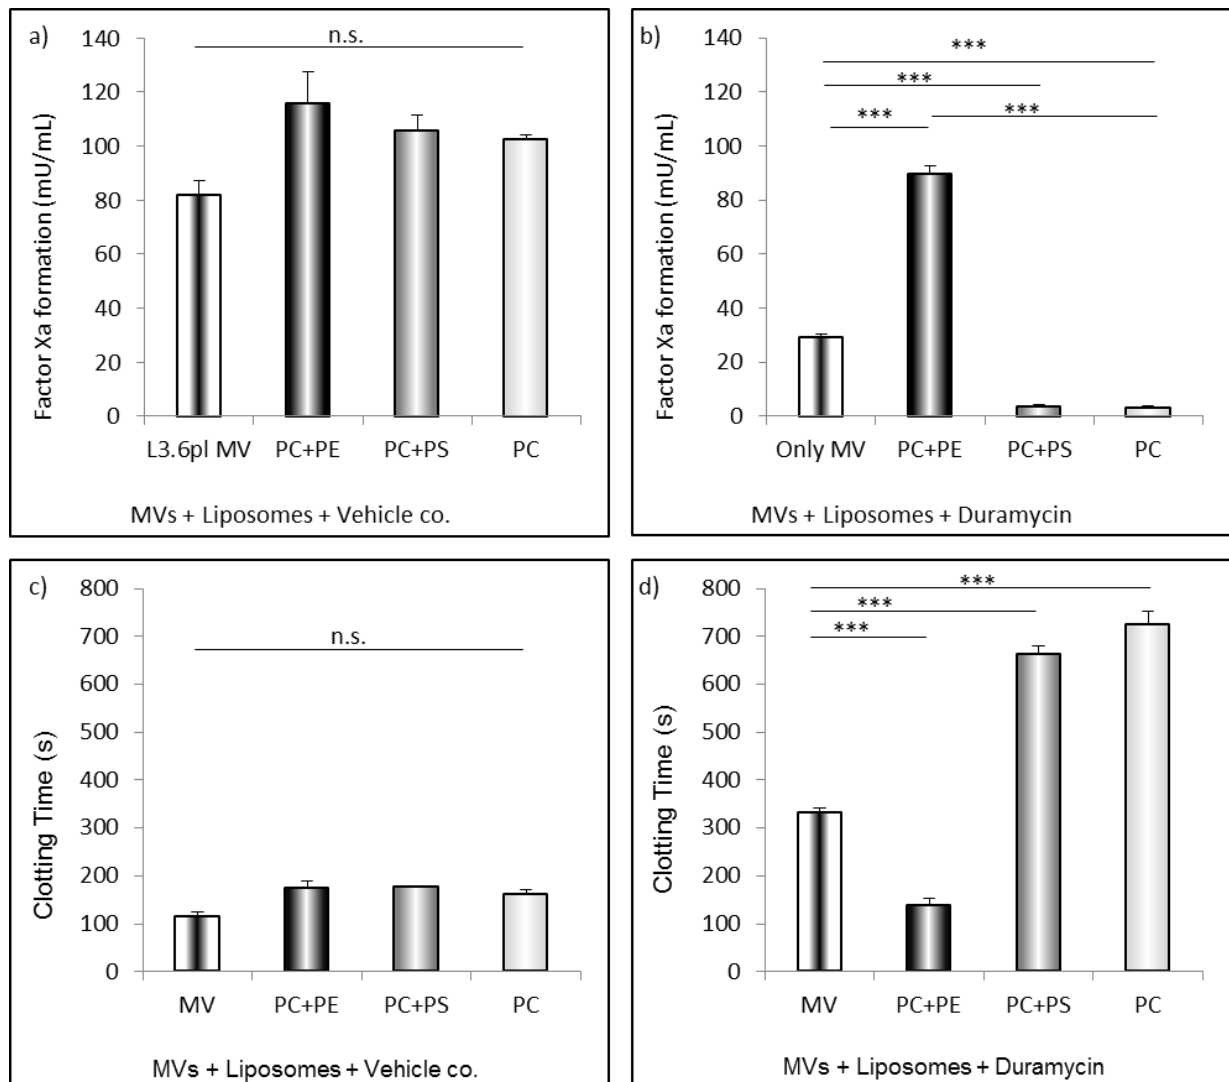 a)
n.s.
140
120
100
80
60
40
20
0
Factor Xa formation (mU/mL)
L3.6pl MV PC+PE PC+PS PC
MVs + Liposomes + Vehicle co.
b)
***
***
*** ***
140
120
100
80
60
40
20
0
Factor Xa formation (mU/mL)
Only MV PC+PE PC+PS PC
MVs + Liposomes + Duramycin
c)
n.s.
800
700
600
500
400
300
200
100
0
Clotting Time (s)
MV PC+PE PC+PS PC
MVs + Liposomes + Vehicle co.
d)
***
***
***
800
700
600
500
400
300
200
100
0
Clotting Time (s)
MV PC+PE PC+PS PC
MVs + Liposomes + Duramycin